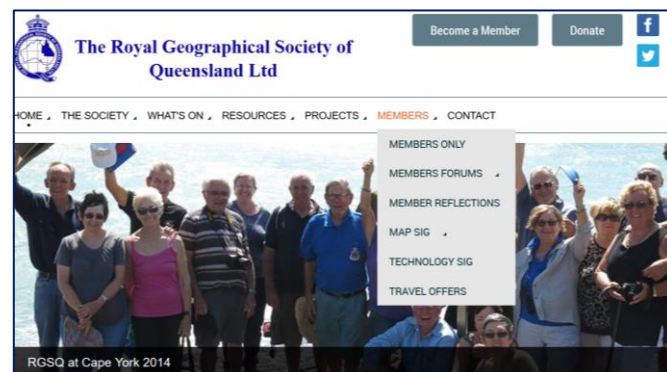 Become a Member
Donate
The Royal Geographical Society of
Queensland Ltd
HOME THE SOCIETY WHAT'S ON RESOURCES PROJECTS MEMBERS CONTACT
MEMBERS ONLY
MEMBERS FORUMS
MEMBER REFLECTIONS
MAP SIG
TECHNOLOGY SIG
TRAVEL OFFERS
RGSQ at Cape York 2014